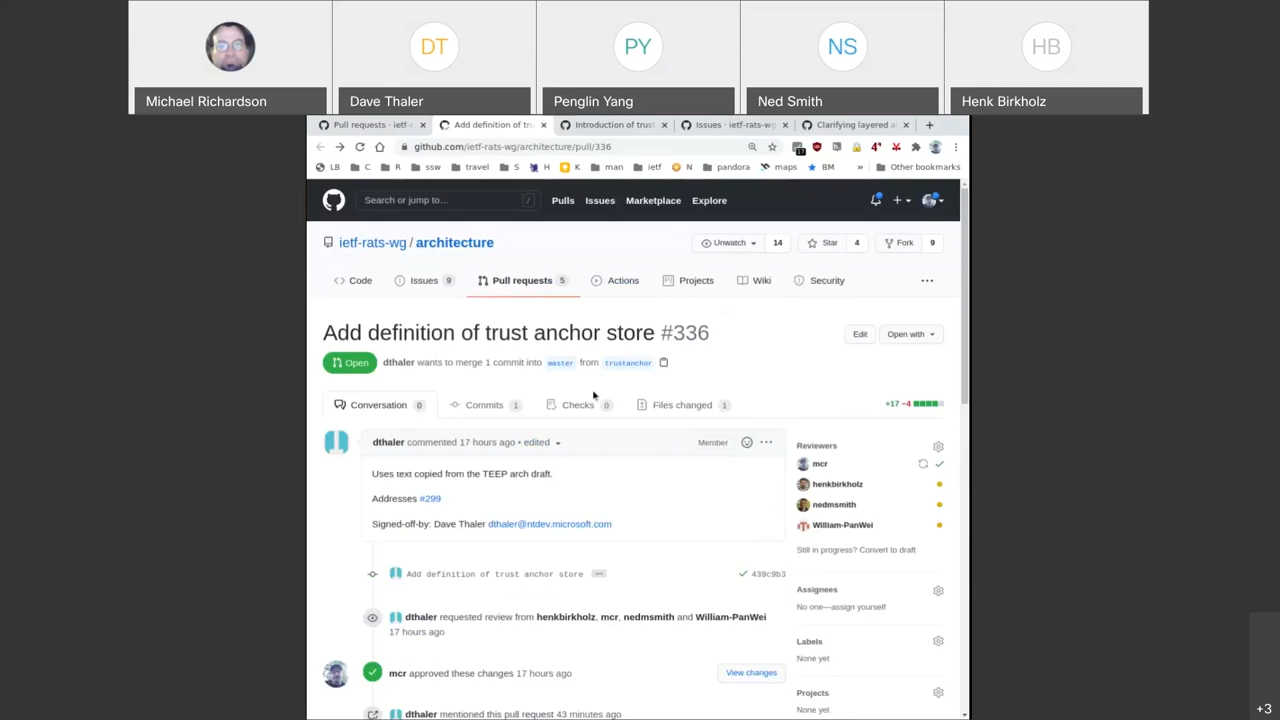 DT
PY
NS
HB
Michael Richardson
Dave Thaler
Penglin Yang
Ned Smith
Henk Birkholz
Pull requests · ietf-r
Add definition of tru
Introduction of trust
Issues · ietf-rats-wg
Clarifying layered a
github.com/ietf-rats-wg/architecture/pull/336
17
LB
C
R
ssw
travel
S
H
K
man
ietf
N
pandora
maps
BM
»
Other bookmarks
Search or jump to...
/
Pulls
Issues
Marketplace
Explore
ietf-rats-wg / architecture
Unwatch
14
Star
4
Fork
9
<> Code
Issues 9
Pull requests 5
Actions
Projects
Wiki
Security
Add definition of trust anchor store #336
Edit
Open with
Open
dthaler wants to merge 1 commit into master from trustanchor
Conversation 0
Commits 1
Checks 0
Files changed 1
+17 −4
dthaler commented 17 hours ago • edited
Member
Uses text copied from the TEEP arch draft.
Addresses #299
Signed-off-by: Dave Thaler dthaler@ntdev.microsoft.com
Add definition of trust anchor store
439c9b3
dthaler requested review from henkbirkholz, mcr, nedmsmith and William-PanWei
17 hours ago
mcr approved these changes 17 hours ago
View changes
dthaler mentioned this pull request 43 minutes ago
Reviewers
mcr
henkbirkholz
nedmsmith
William-PanWei
Still in progress? Convert to draft
Assignees
No one—assign yourself
Labels
None yet
Projects
None yet
+3